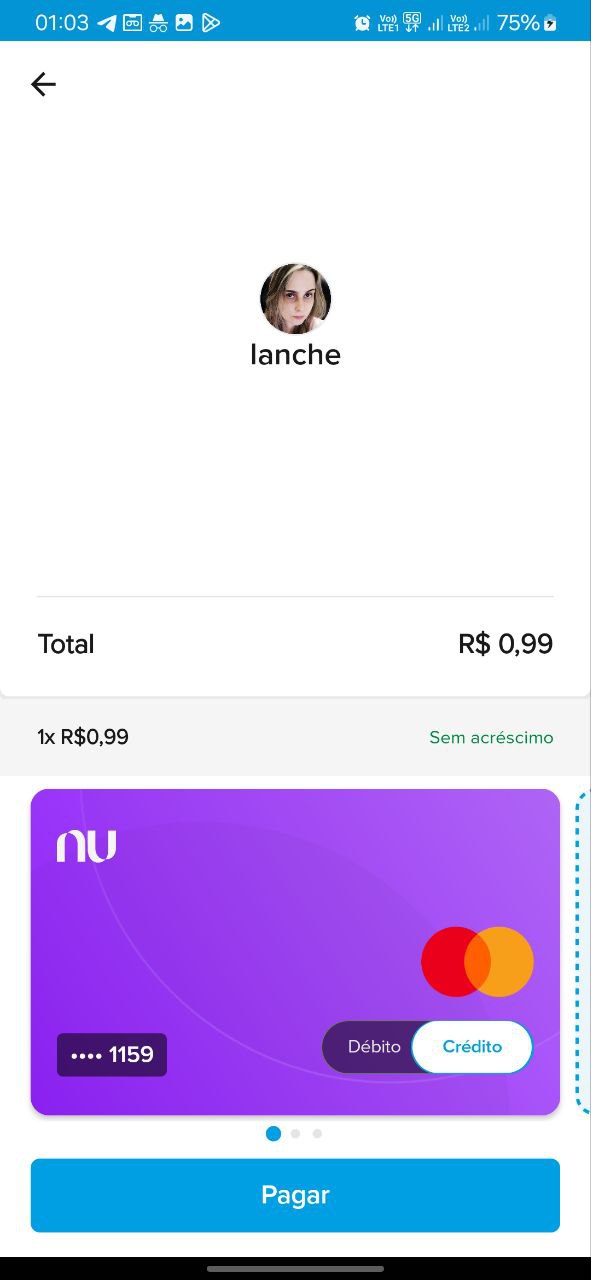 01:03 Vo)) LTE1 5G Vo)) LTE2 75%
lanche
Total R$ 0,99
1x R$0,99 Sem acréscimo
nu
•••• 1159 Débito Crédito
Pagar